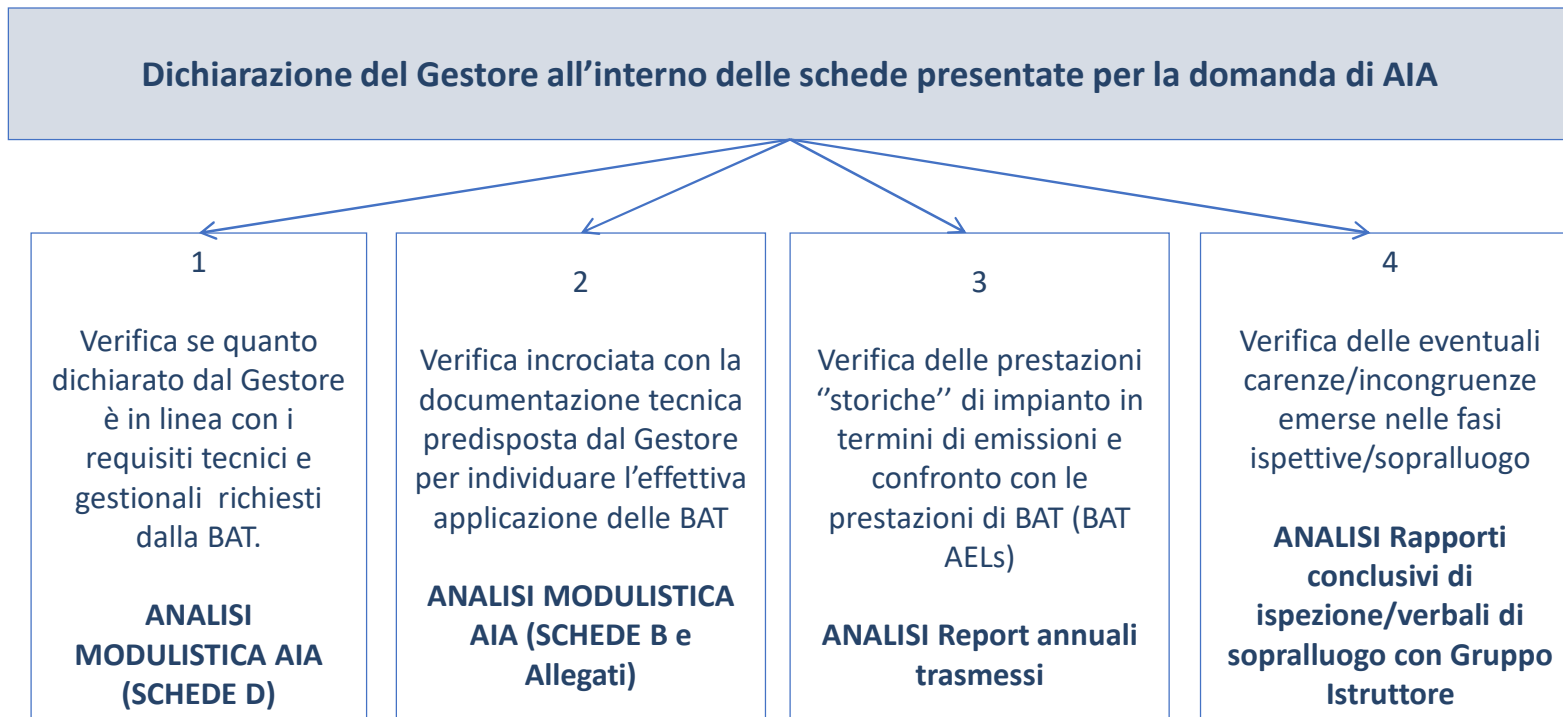 Dichiarazione del Gestore all’interno delle schede presentate per la domanda di AIA
1
Verifica se quanto
dichiarato dal Gestore
è in linea con i
requisiti tecnici e
gestionali richiesti
dalla BAT.
ANALISI
MODULISTICA AIA
(SCHEDE D)
2
Verifica incrociata con la
documentazione tecnica
predisposta dal Gestore
per individuare l’effettiva
applicazione delle BAT
ANALISI MODULISTICA
AIA (SCHEDE B e
Allegati)
3
Verifica delle prestazioni
‘’storiche’’ di impianto in
termini di emissioni e
confronto con le
prestazioni di BAT (BAT
AELs)
ANALISI Report annuali
trasmessi
4
Verifica delle eventuali
carenze/incongruenze
emerse nelle fasi
ispettive/sopralluogo
ANALISI Rapporti
conclusivi di
ispezione/verbali di
sopralluogo con Gruppo
Istruttore